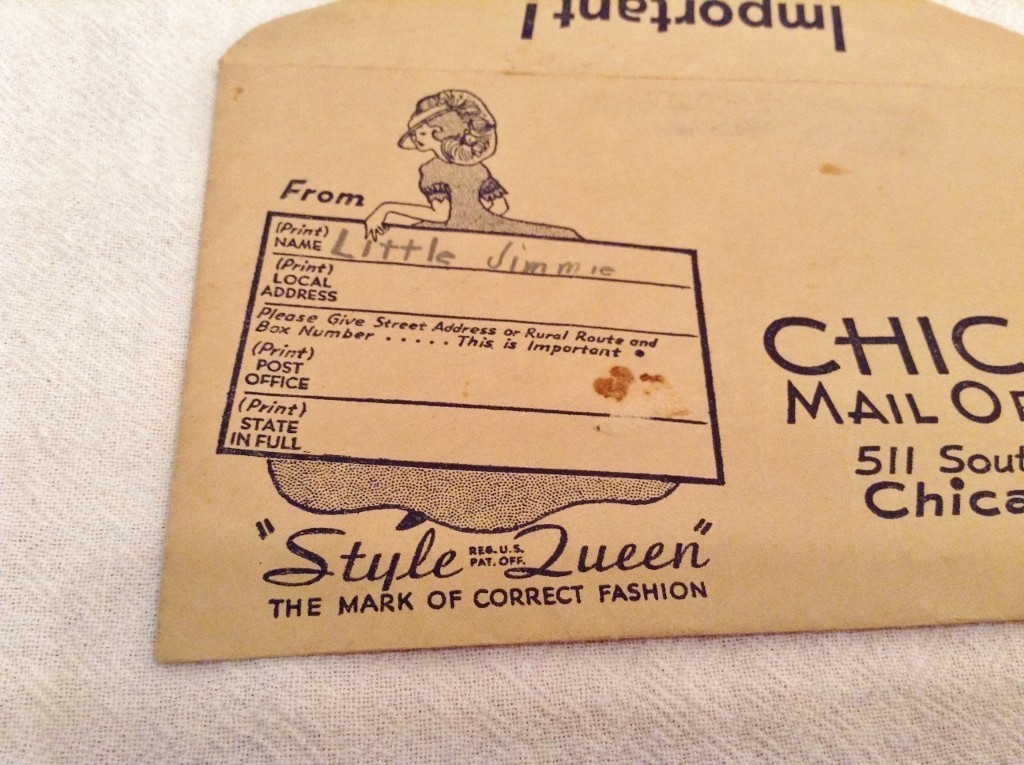 Important!
From
(Print)
NAME Little Jimmie
(Print)
LOCAL
ADDRESS
Please Give Street Address or Rural Route and
Box Number ..... This is Important •
(Print)
POST
OFFICE
(Print)
STATE
IN FULL
"Style REG. U.S. PAT. OFF. Queen"
THE MARK OF CORRECT FASHION
CHIC
MAIL OR
511 Sout
Chica